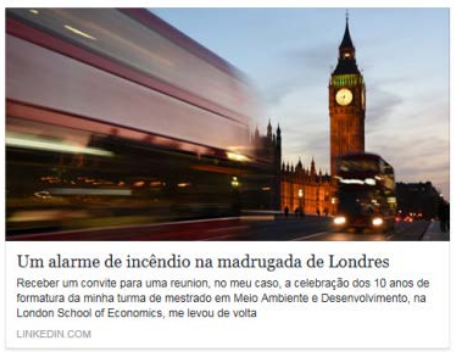 Um alarme de incêndio na madrugada de Londres
Receber um convite para uma reunion, no meu caso, a celebração dos 10 anos de
formatura da minha turma de mestrado em Meio Ambiente e Desenvolvimento, na
London School of Economics, me levou de volta
LINKEDIN.COM